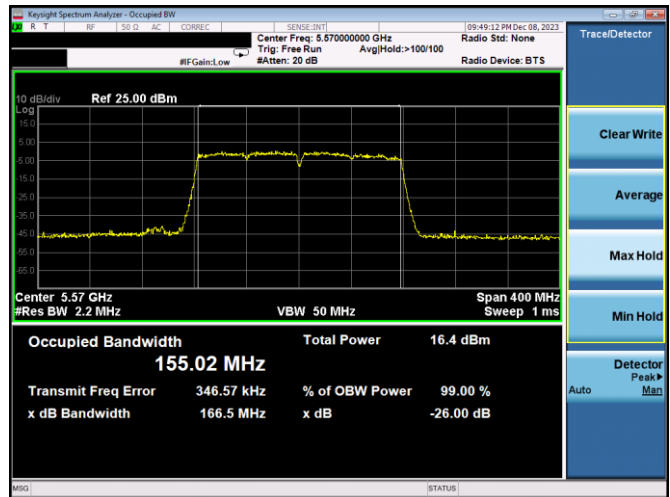 Keysight Spectrum Analyzer - Occupied BW
R T RF 50 Ω AC CORREC SENSE:INT 09:49:12 PM Dec 08, 2023
Center Freq: 5.570000000 GHz Radio Std: None
Trig: Free Run Avg|Hold:>100/100
#IFGain:Low #Atten: 20 dB Radio Device: BTS
Trace/Detector
10 dB/div Ref 25.00 dBm
Log
15.0
5.00
-5.00
-15.0
-25.0
-35.0
-45.0
-55.0
-65.0
Center 5.57 GHz Span 400 MHz
#Res BW 2.2 MHz VBW 50 MHz Sweep 1 ms
Occupied Bandwidth Total Power 16.4 dBm
155.02 MHz
Transmit Freq Error 346.57 kHz % of OBW Power 99.00 %
x dB Bandwidth 166.5 MHz x dB -26.00 dB
Clear Write
Average
Max Hold
Min Hold
Detector
Peak▶
Auto Man
MSG STATUS